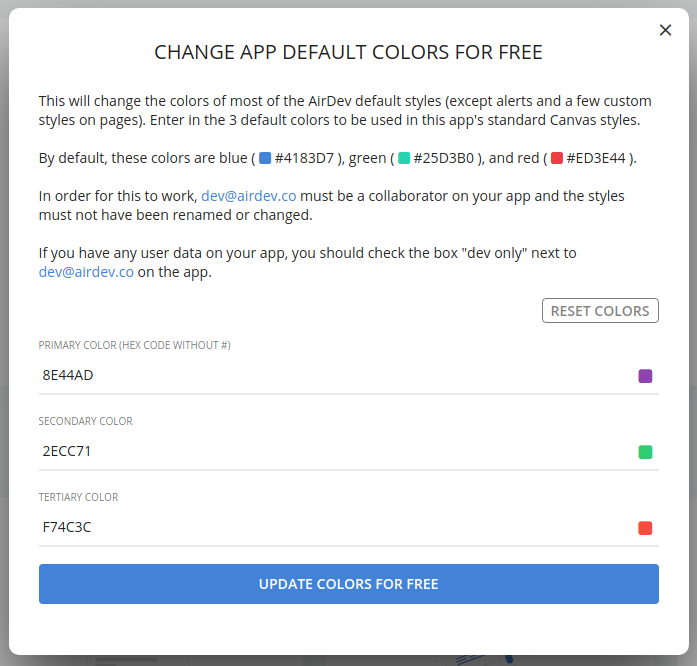 CHANGE APP DEFAULT COLORS FOR FREE
This will change the colors of most of the AirDev default styles (except alerts and a few custom
styles on pages). Enter in the 3 default colors to be used in this app's standard Canvas styles.
By default, these colors are blue ( #4183D7 ), green ( #25D3B0 ), and red ( #ED3E44 ).
In order for this to work, dev@airdev.co must be a collaborator on your app and the styles
must not have been renamed or changed.
If you have any user data on your app, you should check the box "dev only" next to
dev@airdev.co on the app.
RESET COLORS
PRIMARY COLOR (HEX CODE WITHOUT #)
8E44AD
SECONDARY COLOR
2ECC71
TERTIARY COLOR
F74C3C
UPDATE COLORS FOR FREE